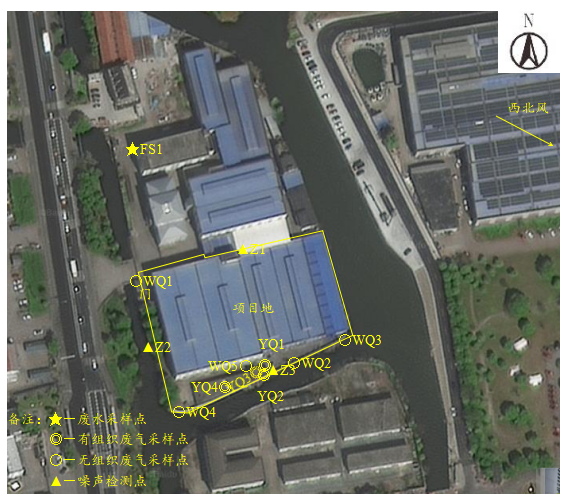 N
西北风
FS1
Z1
WQ1
门
项目地
Z2
YQ1
WQ3
WQ5
WQ2
YQ3
Z3
YQ4
YQ2
WQ4
备注：★—废水采样点
◎—有组织废气采样点
○—无组织废气采样点
▲—噪声检测点